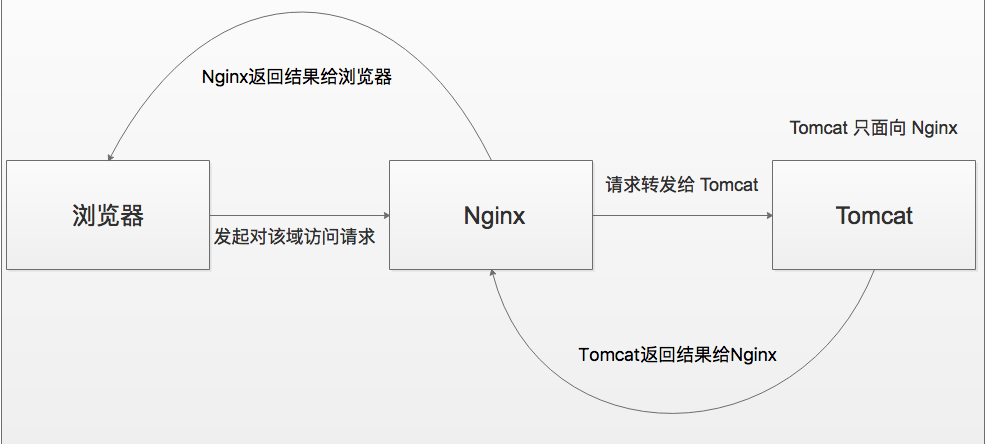 Nginx返回结果给浏览器
Tomcat 只面向 Nginx
浏览器
发起对该域访问请求
Nginx
请求转发给 Tomcat
Tomcat
Tomcat返回结果给Nginx